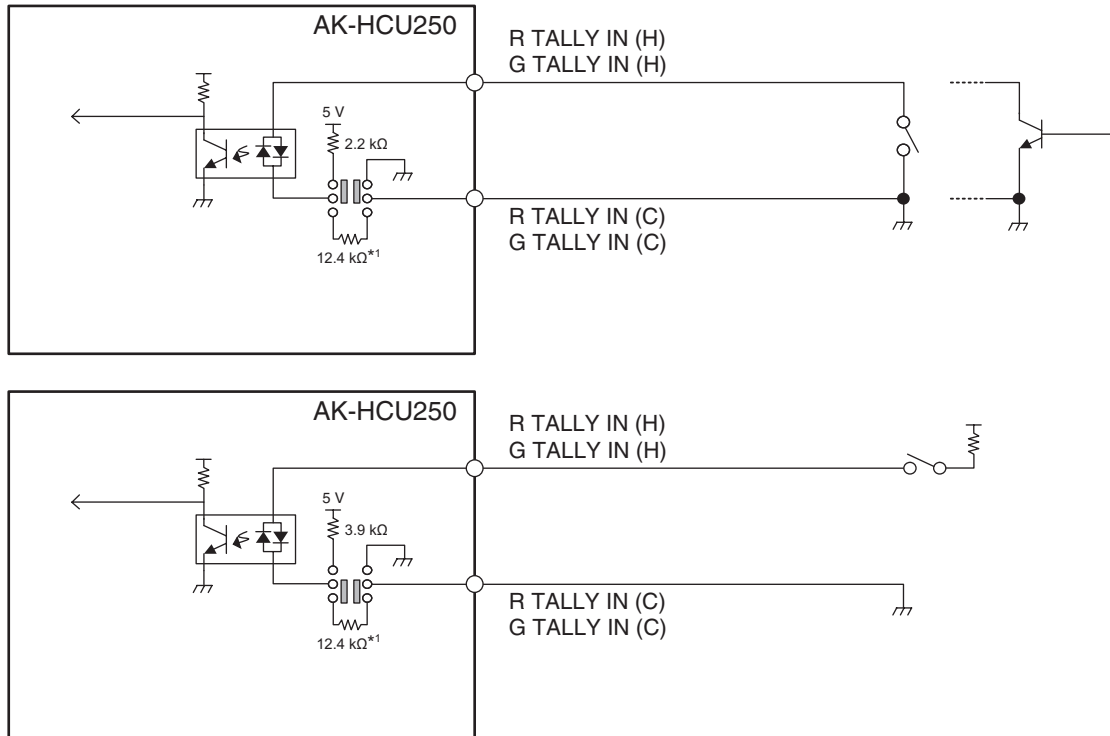 AK-HCU250
R TALLY IN (H)
G TALLY IN (H)
5 V
2.2 kΩ
R TALLY IN (C)
G TALLY IN (C)
12.4 kΩ*1
AK-HCU250
R TALLY IN (H)
G TALLY IN (H)
5 V
3.9 kΩ
R TALLY IN (C)
G TALLY IN (C)
12.4 kΩ*1